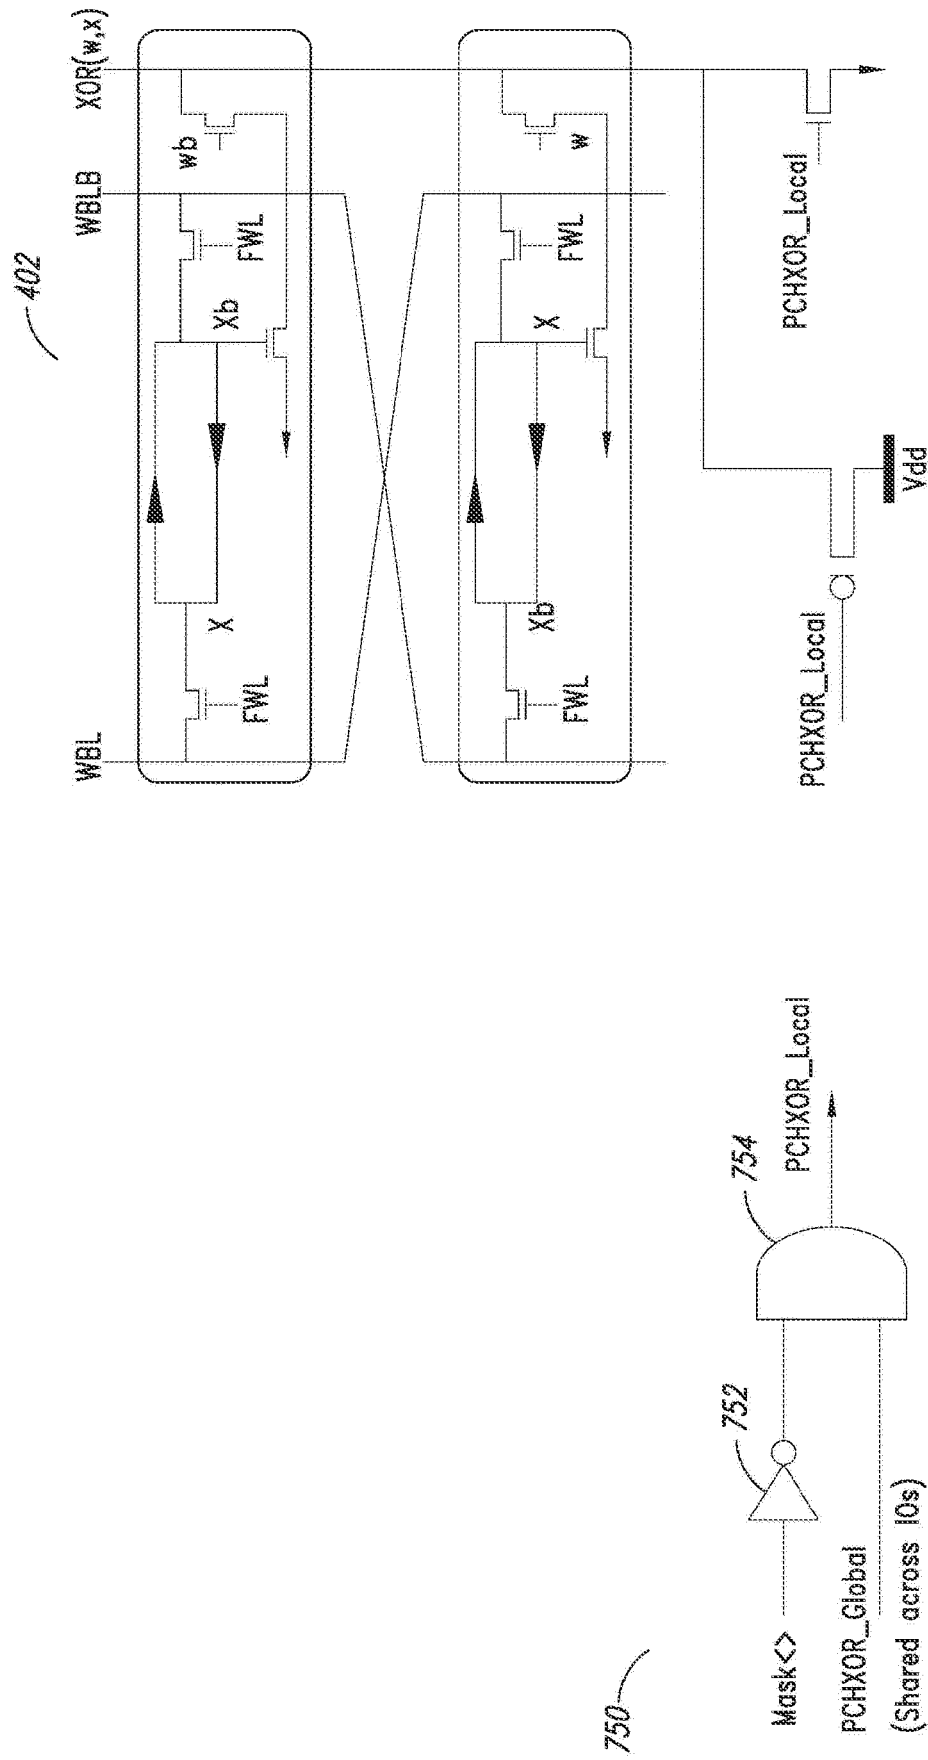 402
WBL
WBLB
XOR(w,x)
X
Xb
wb
FWL
FWL
Xb
X
w
FWL
FWL
PCHXOR_Local
Vdd
PCHXOR_Local
750
Mask<>
752
754
PCHXOR_Local
PCHXOR_Global
(Shared across IOs)